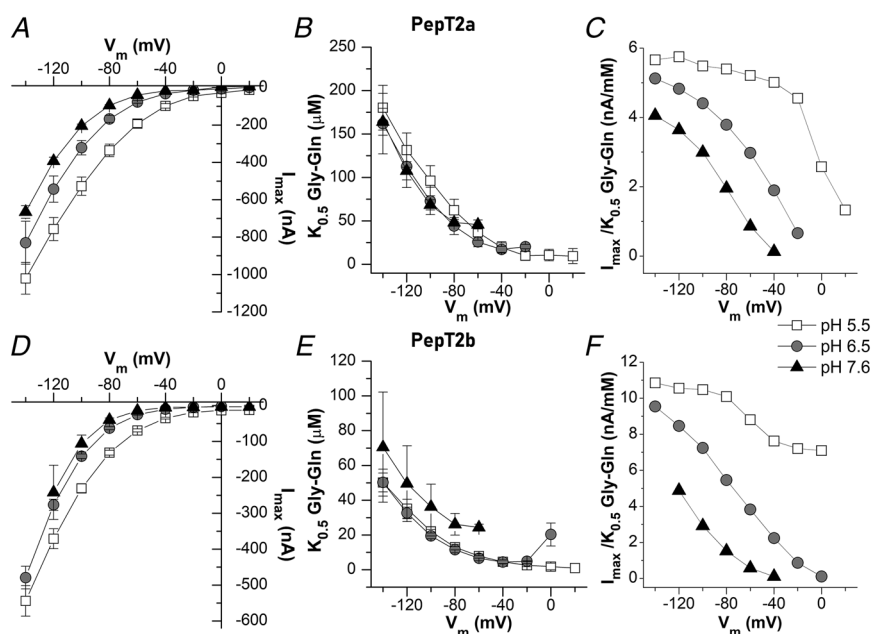 A
V_m (mV)
-120 -80 -40 0
0
-200
-400
-600
-800
-1000
-1200
I_max (nA)
B
PepT2a
250
200
150
100
50
0
K_0.5 Gly-Gln (μM)
-120 -80 -40 0
V_m (mV)
C
6
4
2
0
I_max /K_0.5 Gly-Gln (nA/mM)
-120 -80 -40 0
V_m (mV)
pH 5.5
pH 6.5
pH 7.6
D
V_m (mV)
-120 -80 -40 0
0
-100
-200
-300
-400
-500
-600
I_max (nA)
E
PepT2b
120
100
80
60
40
20
0
K_0.5 Gly-Gln (μM)
-120 -80 -40 0
V_m (mV)
F
12
10
8
6
4
2
0
I_max/K_0.5 Gly-Gln (nA/mM)
-120 -80 -40 0
V_m (mV)